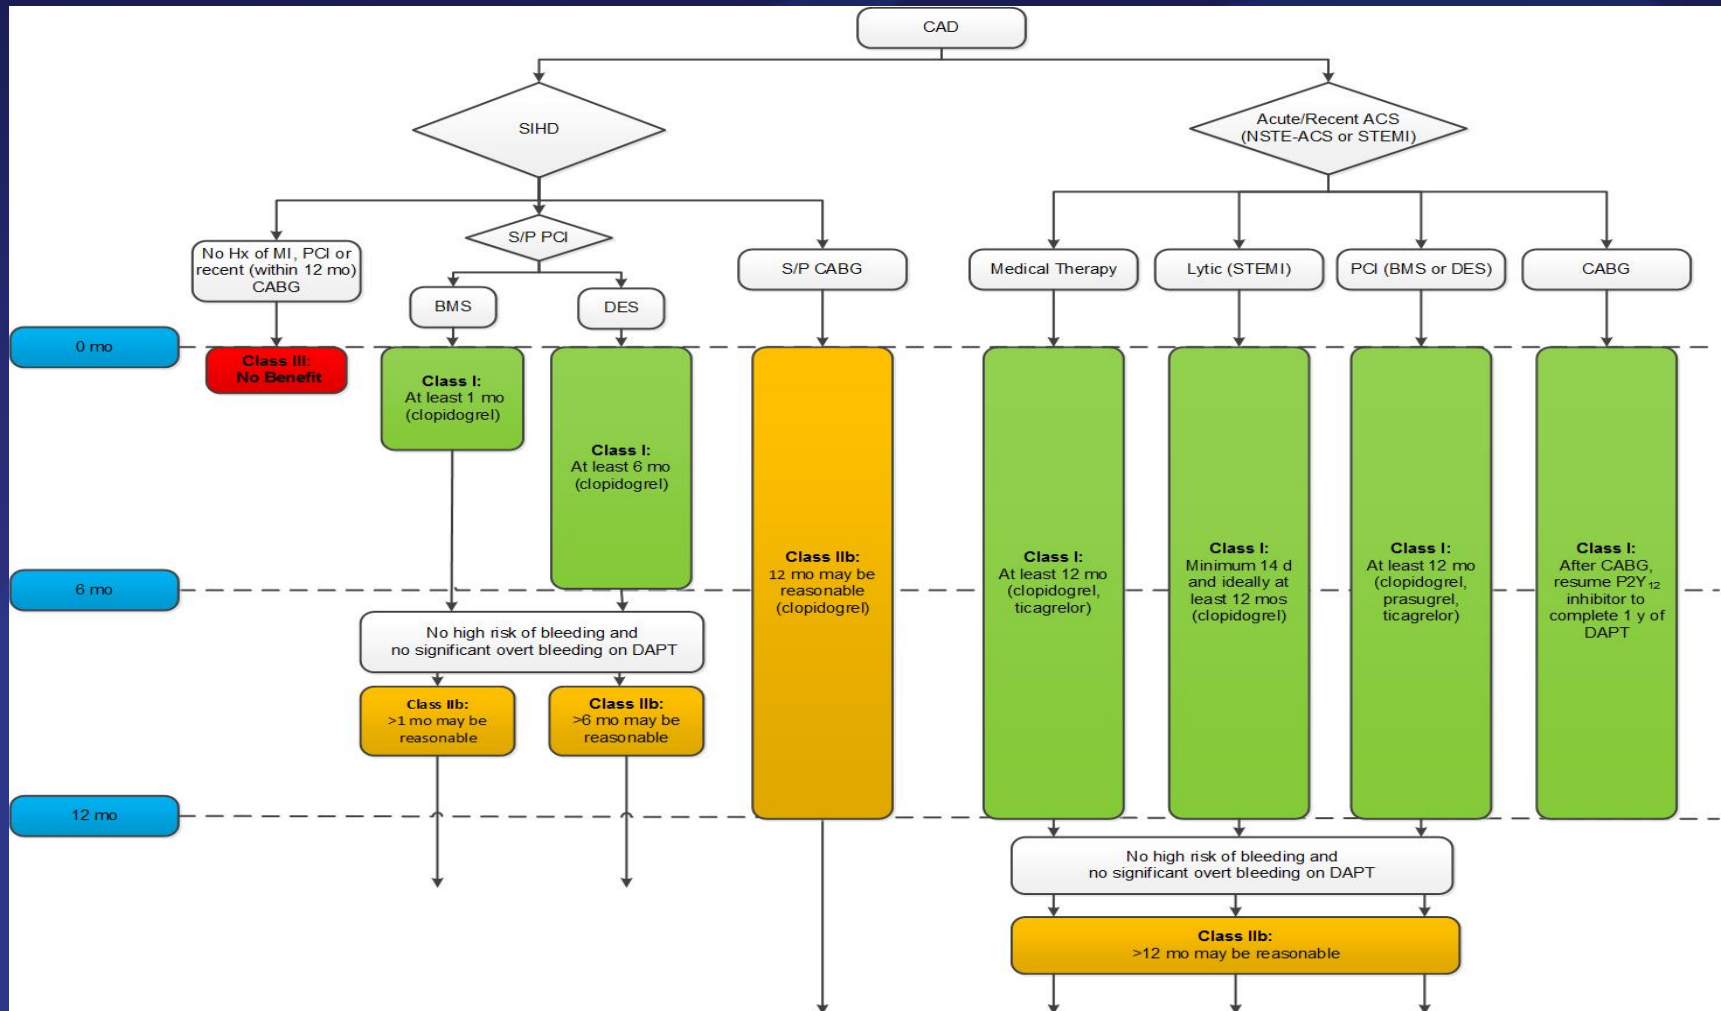 CAD
SIHD
Acute/Recent ACS
(NSTE-ACS or STEMI)
No Hx of MI, PCI or
recent (within 12 mo)
CABG
S/P PCI
BMS
DES
S/P CABG
Medical Therapy
Lytic (STEMI)
PCI (BMS or DES)
CABG
0 mo
Class III:
No Benefit
Class I:
At least 1 mo
(clopidogrel)
Class I:
At least 6 mo
(clopidogrel)
Class IIb:
12 mo may be
reasonable
(clopidogrel)
Class I:
At least 12 mo
(clopidogrel,
ticagrelor)
Class I:
Minimum 14 d
and ideally at
least 12 mos
(clopidogrel)
Class I:
At least 12 mo
(clopidogrel,
prasugrel,
ticagrelor)
Class I:
After CABG,
resume P2Y₁₂
inhibitor to
complete 1 y of
DAPT
6 mo
No high risk of bleeding and
no significant overt bleeding on DAPT
Class IIb:
>1 mo may be
reasonable
Class IIb:
>6 mo may be
reasonable
12 mo
No high risk of bleeding and
no significant overt bleeding on DAPT
Class IIb:
>12 mo may be reasonable